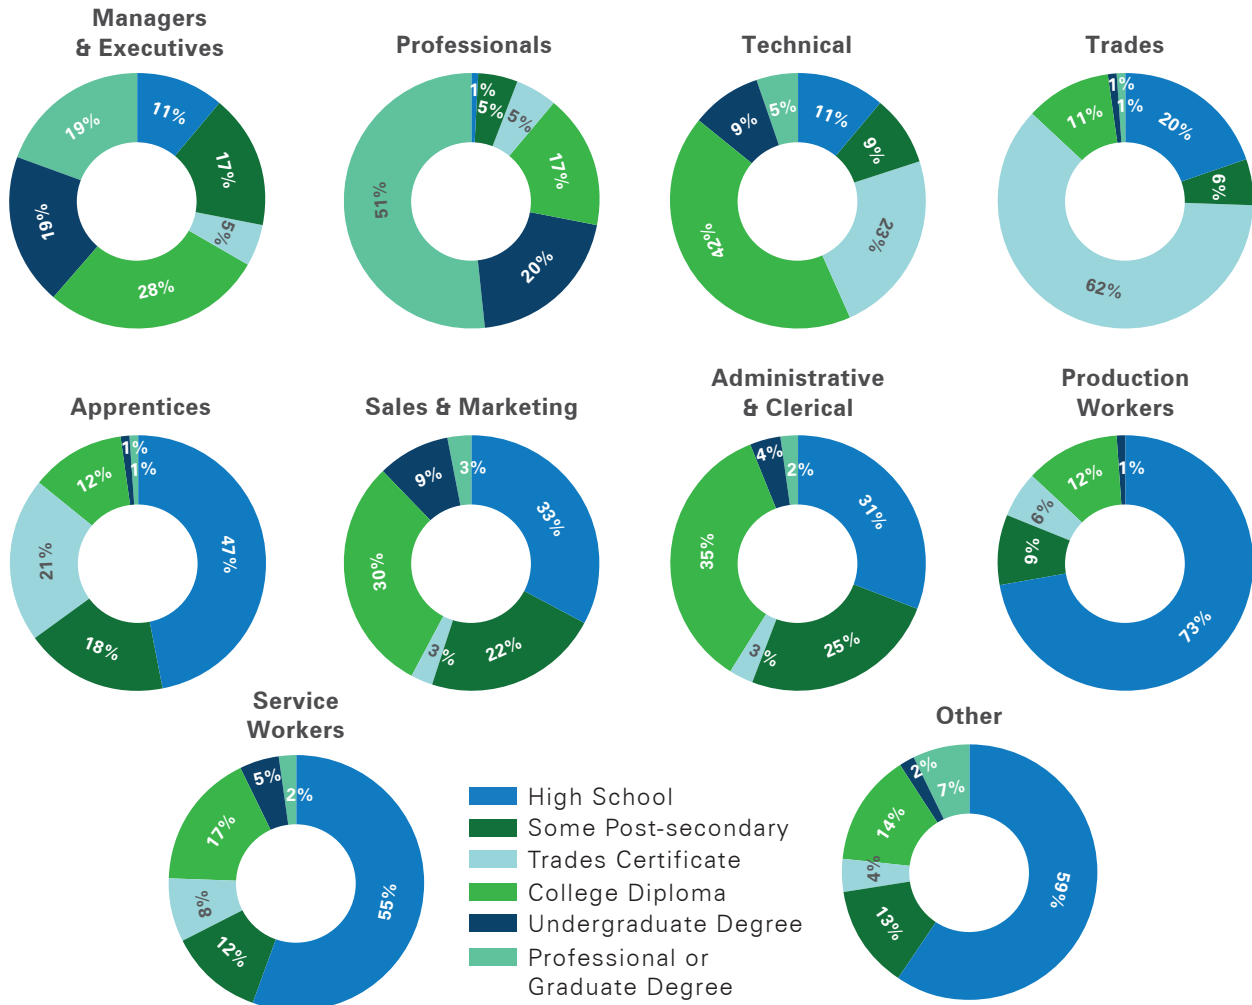 Managers
& Executives
11%
17%
5%
28%
19%
19%
Professionals
1%
5%
5%
17%
20%
51%
Technical
11%
9%
23%
42%
9%
5%
Trades
20%
6%
62%
11%
1%
1%
Apprentices
47%
18%
21%
12%
1%
1%
Sales & Marketing
33%
22%
3%
30%
9%
3%
Administrative
& Clerical
31%
25%
3%
35%
4%
2%
Production
Workers
73%
9%
6%
12%
1%
Service
Workers
55%
12%
8%
17%
5%
2%
High School
Some Post-secondary
Trades Certificate
College Diploma
Undergraduate Degree
Professional or
Graduate Degree
Other
59%
13%
4%
14%
2%
7%